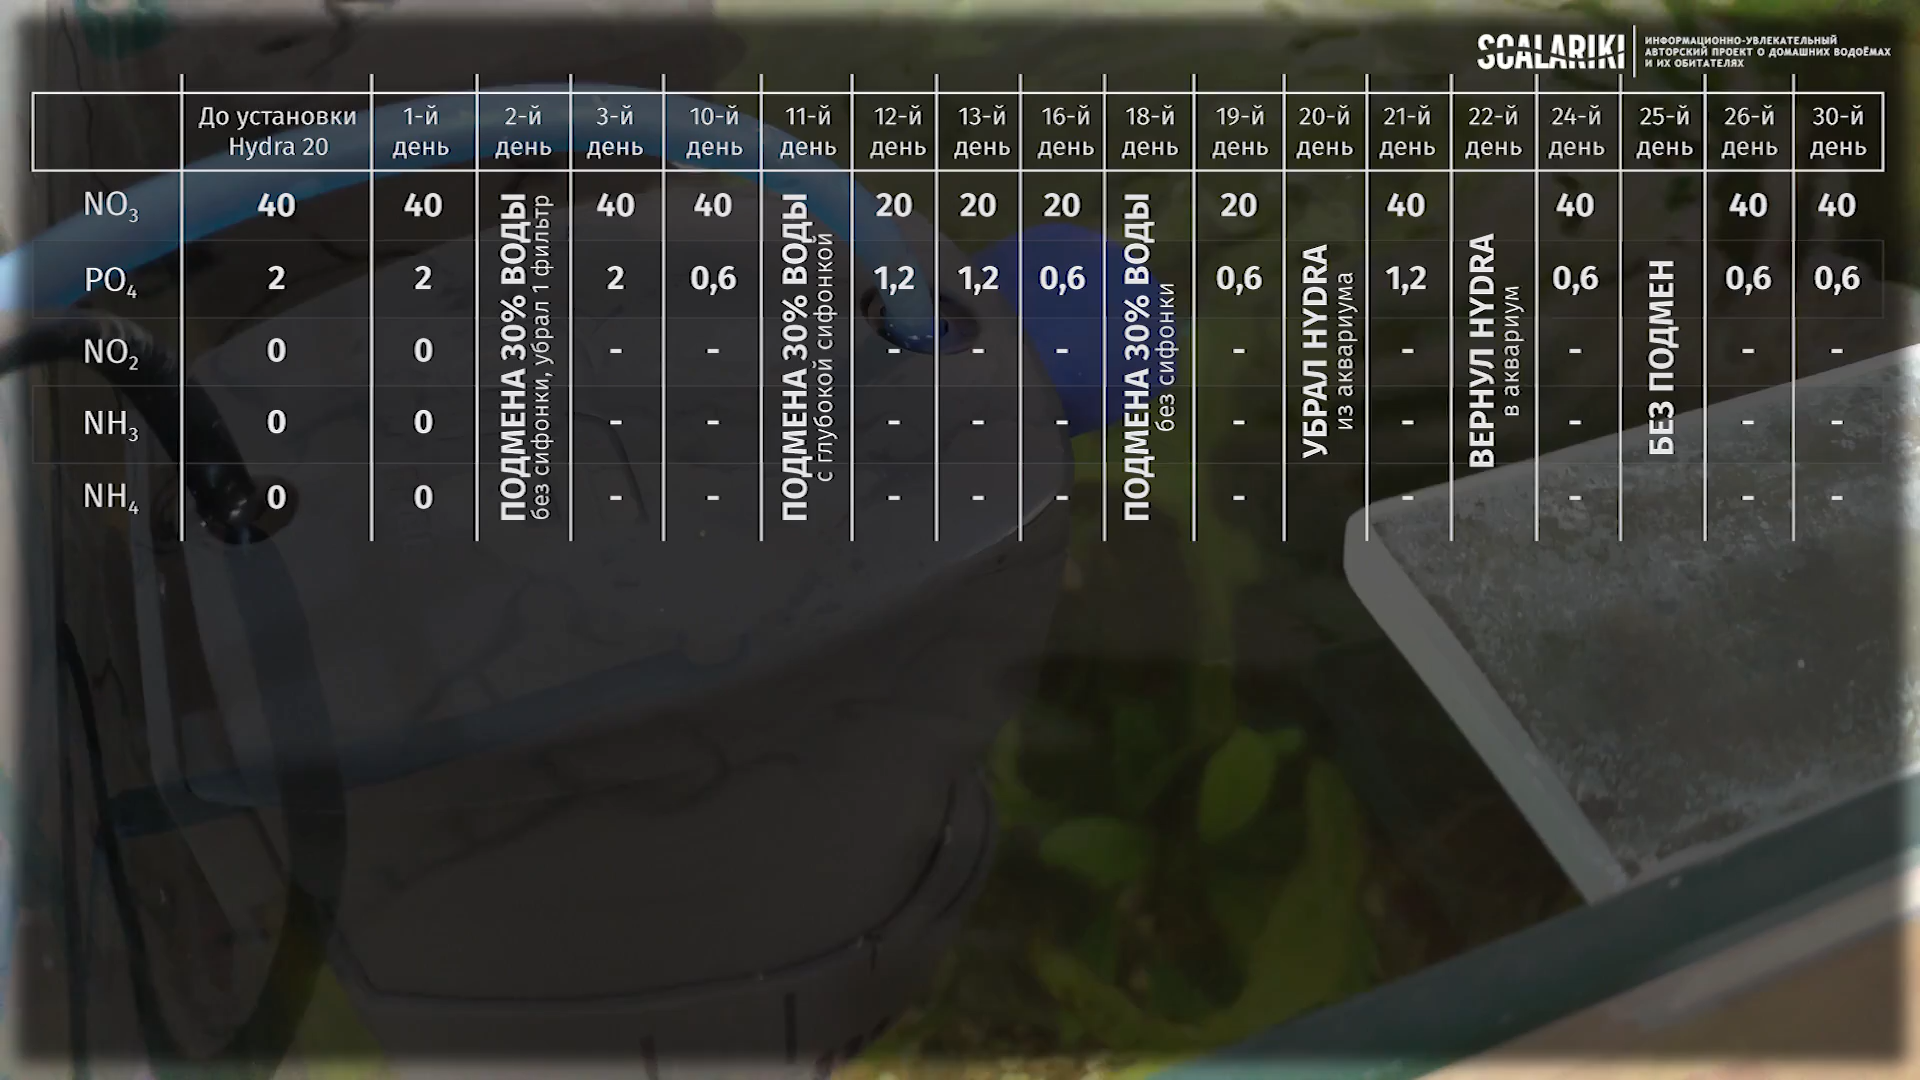 SCALARIKI
ИНФОРМАЦИОННО-УВЛЕКАТЕЛЬНЫЙ
АВТОРСКИЙ ПРОЕКТ О ДОМАШНИХ ВОДОЁМАХ
И ИХ ОБИТАТЕЛЯХ
До установки
Hydra 20
1-й
день
2-й
день
3-й
день
10-й
день
11-й
день
12-й
день
13-й
день
16-й
день
18-й
день
19-й
день
20-й
день
21-й
день
22-й
день
24-й
день
25-й
день
26-й
день
30-й
день
NO₃ 40 40 40 40 20 20 20 20 40 40 40 40
PO₄ 2 2 2 0,6 1,2 1,2 0,6 0,6 1,2 0,6 0,6 0,6
NO₂ 0 0 - - - - - - - - - -
NH₃ 0 0 - - - - - - - - - -
NH₄ 0 0 - - - - - - - - - -
ПОДМЕНА 30% ВОДЫ
без сифонки, убрал 1 фильтр
ПОДМЕНА 30% ВОДЫ
с глубокой сифонкой
ПОДМЕНА 30% ВОДЫ
без сифонки
УБРАЛ HYDRA
из аквариума
ВЕРНУЛ HYDRA
в аквариум
БЕЗ ПОДМЕН